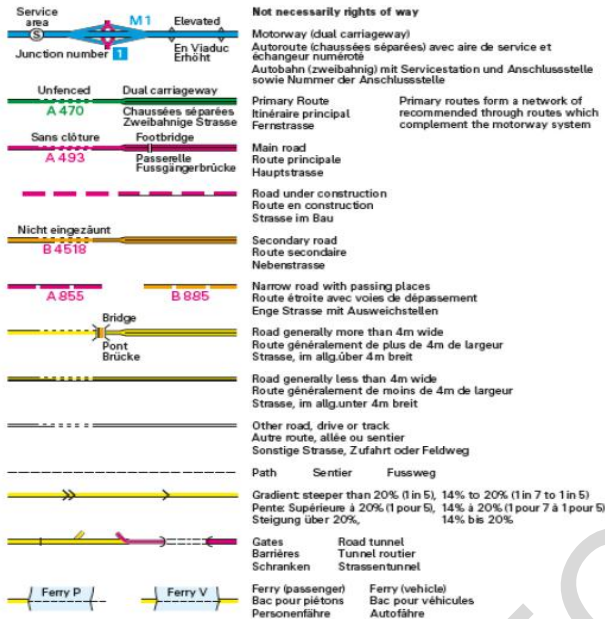 Not necessarily rights of way
Service
area
S
M 1
Elevated
En Viaduc
Erhöht
Junction number 1
Motorway (dual carriageway)
Autoroute (chaussées séparées) avec aire de service et
échangeur numéroté
Autobahn (zweibahnig) mit Servicestation und Anschlussstelle
sowie Nummer der Anschlussstelle
Unfenced
Dual carriageway
A 470
Chaussées séparées
Zweibahnige Strasse
Primary Route
Itinéraire principal
Fernstrasse
Primary routes form a network of
recommended through routes which
complement the motorway system
Sans clôture
Footbridge
A 493
Passerelle
Fussgängerbrücke
Main road
Route principale
Hauptstrasse
Road under construction
Route en construction
Strasse im Bau
Nicht eingezäunt
B 4518
Secondary road
Route secondaire
Nebenstrasse
A 855
B 885
Narrow road with passing places
Route étroite avec voies de dépassement
Enge Strasse mit Ausweichstellen
Bridge
Pont
Brücke
Road generally more than 4m wide
Route généralement de plus de 4m de largeur
Strasse, im allg.über 4m breit
Road generally less than 4m wide
Route généralement de moins de 4m de largeur
Strasse, im allg.unter 4m breit
Other road, drive or track
Autre route, allée ou sentier
Sonstige Strasse, Zufahrt oder Feldweg
Path Sentier Fussweg
Gradient: steeper than 20% (1 in 5), 14% to 20% (1 in 7 to 1 in 5)
Pente: Supérieure à 20% (1 pour 5), 14% à 20% (1 pour 7 à 1 pour 5)
Steigung über 20%, 14% bis 20%
Gates Road tunnel
Barrières Tunnel routier
Schranken Strassentunnel
Ferry P
Ferry V
Ferry (passenger) Ferry (vehicle)
Bac pour piétons Bac pour véhicules
Personenfähre Autofähre